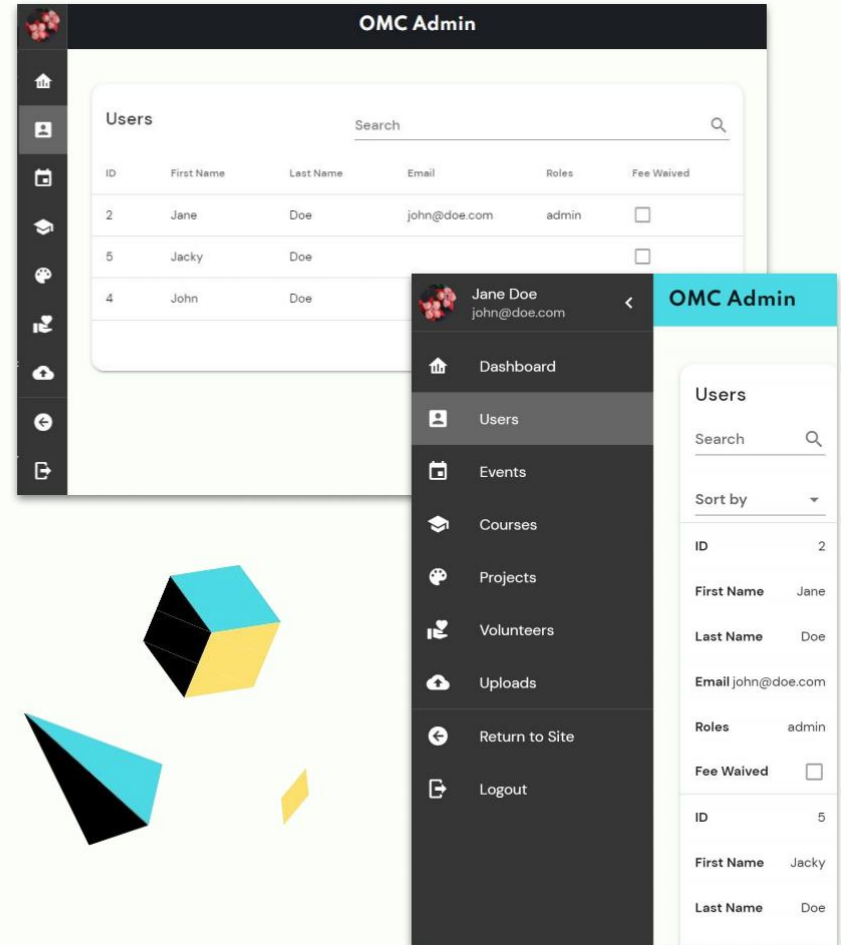 OMC Admin
Users
Search
ID First Name Last Name Email Roles Fee Waived
2 Jane Doe john@doe.com admin
5 Jacky Doe
4 John Doe
Jane Doe
john@doe.com
Dashboard
Users
Events
Courses
Projects
Volunteers
Uploads
Return to Site
Logout
OMC Admin
Users
Search
Sort by
ID 2
First Name Jane
Last Name Doe
Email john@doe.com
Roles admin
Fee Waived
ID 5
First Name Jacky
Last Name Doe